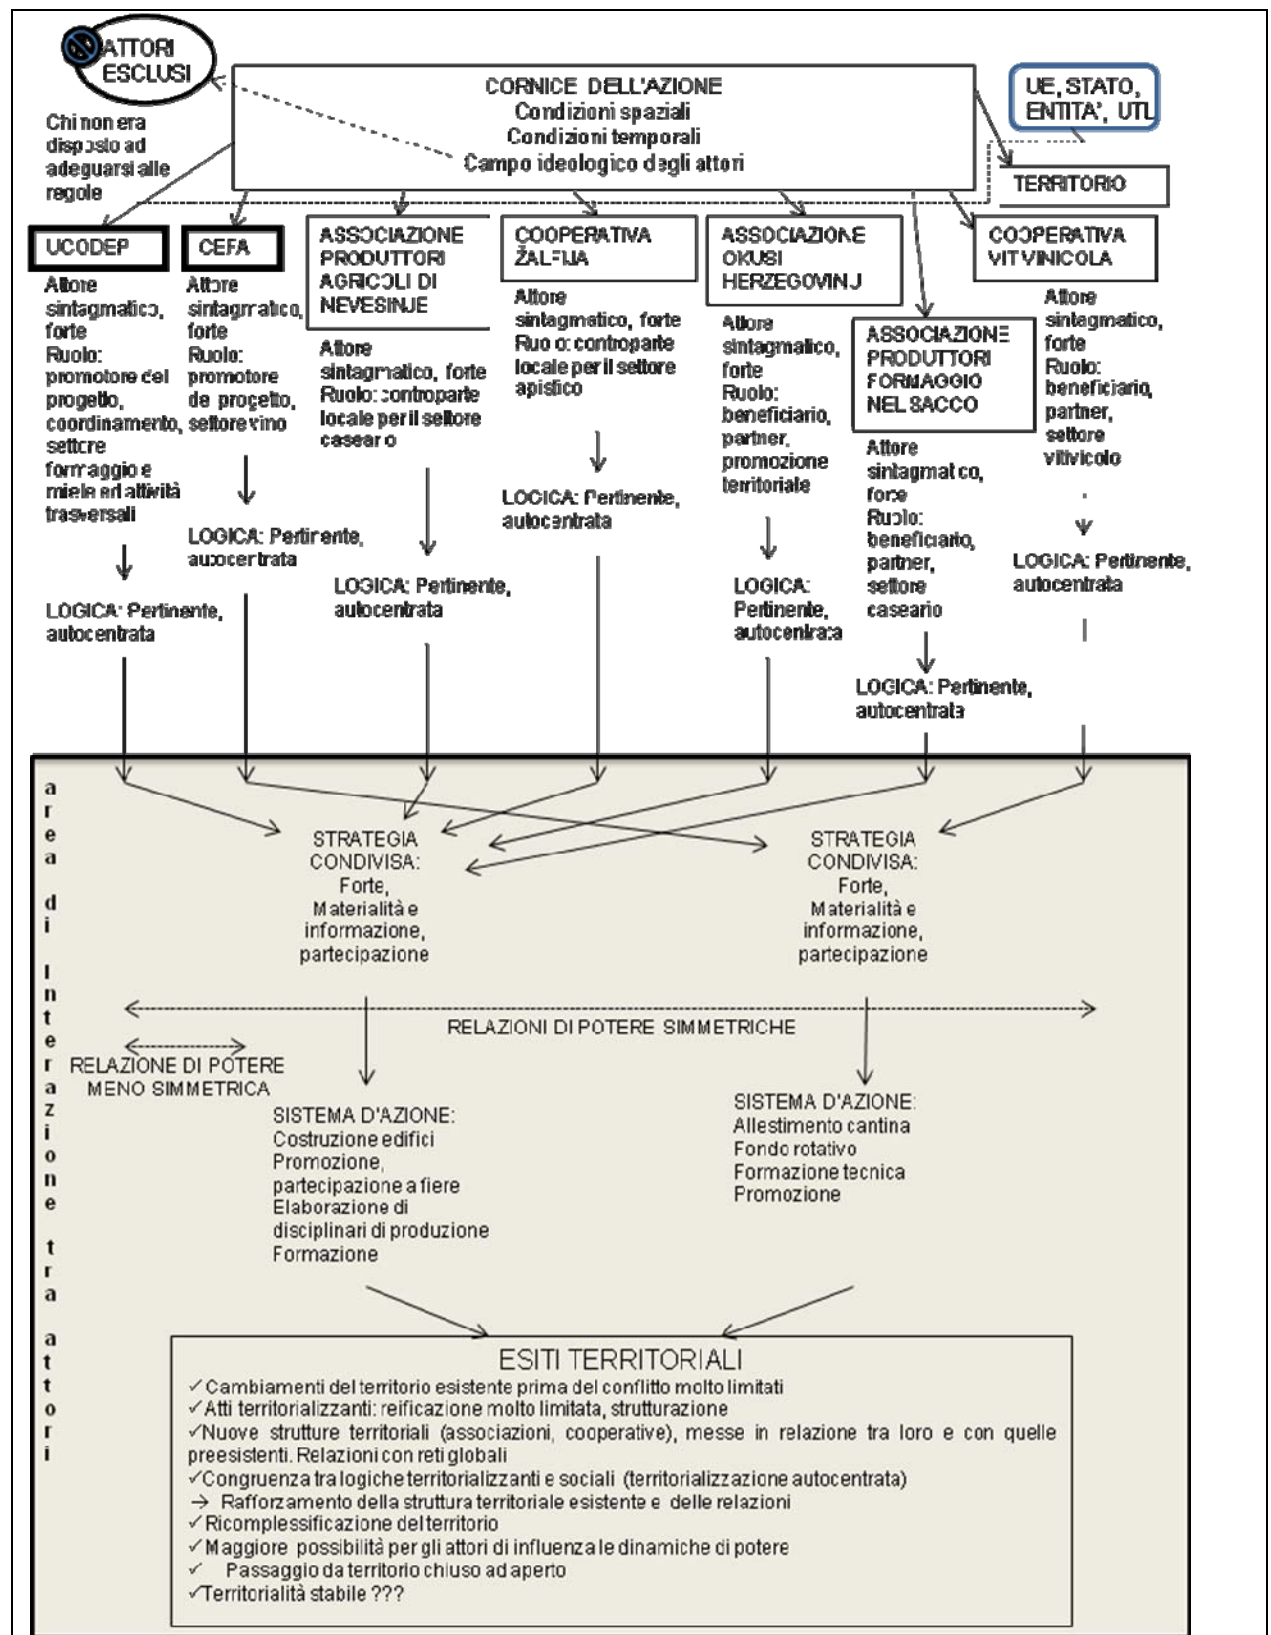 ATTORI
ESCLUSI
Chi non era
disposto ad
adeguarsi alle
regole
CORNICE DELL'AZIONE
Condizioni spaziali
Condizioni temporali
Campo ideologico degli attori
UE, STATO,
ENTITA', UTL
TERRITORIO
UCODEP
Attore
sintagmatico,
forte
Ruolo:
promotore del
progetto,
coordinamento,
settore
formaggio e
miele ed attività
trasversali
LOGICA: Pertinente,
autocentrata
CEFA
Attore
sintagmatico,
forte
Ruolo:
promotore
de progetto,
settore vino
LOGICA: Pertinente,
autocentrata
ASSOCIAZIONE
PRODUTTORI
AGRICOLI DI
NEVESINJE
Attore
sintagmatico, forte
Ruolo: controparte
locale per il settore
caseario
LOGICA: Pertinente,
autocentrata
COOPERATIVA
ŽALFIJA
Attore
sintagmatico, forte
Ruolo: controparte
locale per il settore
apistico
LOGICA: Pertinente,
autocentrata
ASSOCIAZIONE
OKUSI
HERZEGOVINJ
Attore
sintagmatico,
forte
Ruolo:
beneficiario,
partner,
promozione
territoriale
LOGICA:
Pertinente,
autocentrata
ASSOCIAZIONE
PRODUTTORI
FORMAGGIO
NEL SACCO
Attore
sintagmatico,
forte
Ruolo:
beneficiario,
partner,
settore
caseario
LOGICA: Pertinente,
autocentrata
COOPERATIVA
VITIVINICOLA
Attore
sintagmatico,
forte
Ruolo:
beneficiario,
partner,
settore
vitivicolo
LOGICA: Pertinente,
autocentrata
area di Interazione tra attori
STRATEGIA
CONDIVISA:
Forte,
Materialità e
informazione,
partecipazione
STRATEGIA
CONDIVISA:
Forte,
Materialità e
informazione,
partecipazione
RELAZIONI DI POTERE SIMMETRICHE
RELAZIONE DI POTERE
MENO SIMMETRICA
SISTEMA D'AZIONE:
Costruzione edifici
Promozione,
partecipazione a fiere
Elaborazione di
disciplinari di produzione
Formazione
SISTEMA D'AZIONE:
Allestimento cantina
Fondo rotativo
Formazione tecnica
Promozione
ESITI TERRITORIALI
✓Cambiamenti del territorio esistente prima del conflitto molto limitati
✓Atti territorializzanti: reificazione molto limitata, strutturazione
✓Nuove strutture territoriali (associazioni, cooperative), messe in relazione tra loro e con quelle
preesistenti. Relazioni con reti globali
✓Congruenza tra logiche territorializzanti e sociali (territorializzazione autocentrata)
→ Rafforzamento della struttura territoriale esistente e delle relazioni
✓Ricomplessificazione del territorio
✓Maggiore possibilità per gli attori di influenza le dinamiche di potere
✓ Passaggio da territorio chiuso ad aperto
✓Territorialità stabile ???